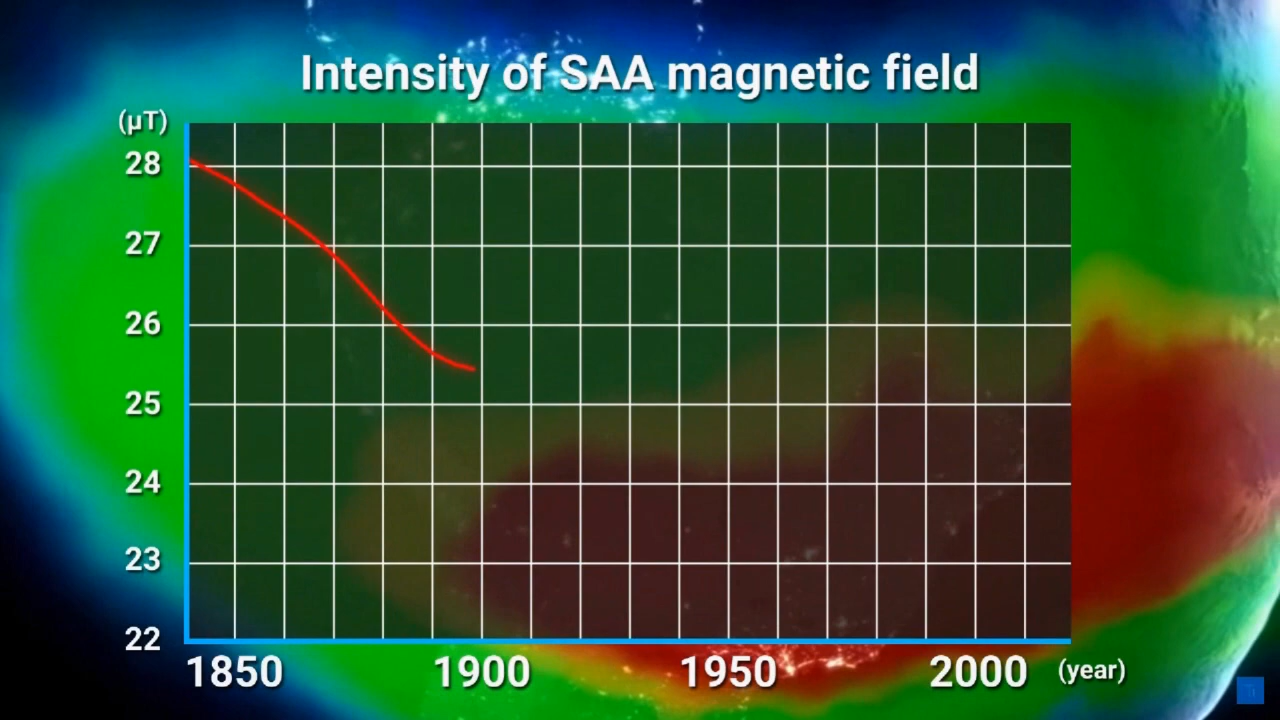 Intensity of SAA magnetic field
(μT)
28
27
26
25
24
23
22
1850 1900 1950 2000 (year)